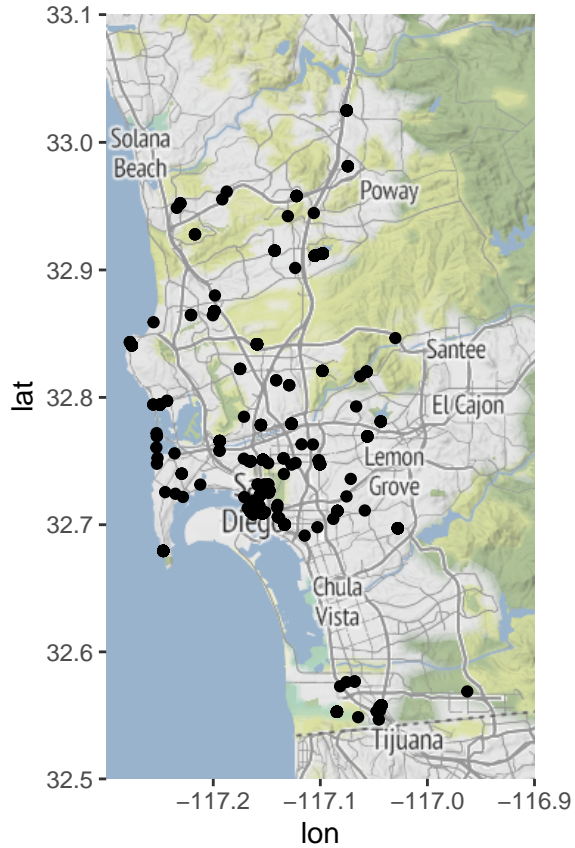 33.1
33.0
32.9
32.8
32.7
32.6
32.5
lat
Solana
Beach
Poway
Santee
El Cajon
Lemon
Grove
Diego
Chula
Vista
Tijuana
−117.2
−117.1
−117.0
−116.9
lon